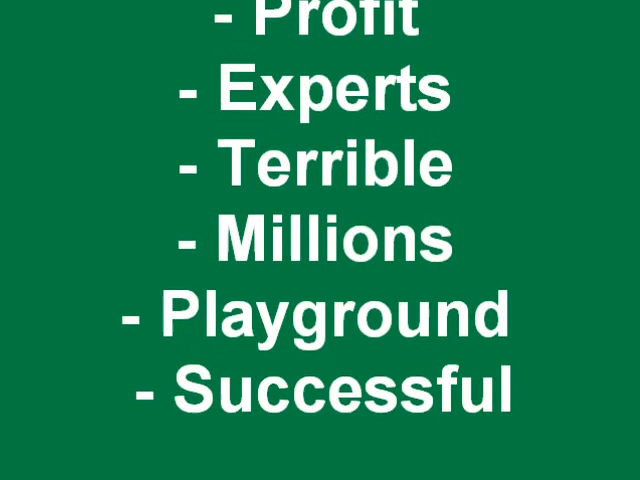 - Profit
- Experts
- Terrible
- Millions
- Playground
- Successful